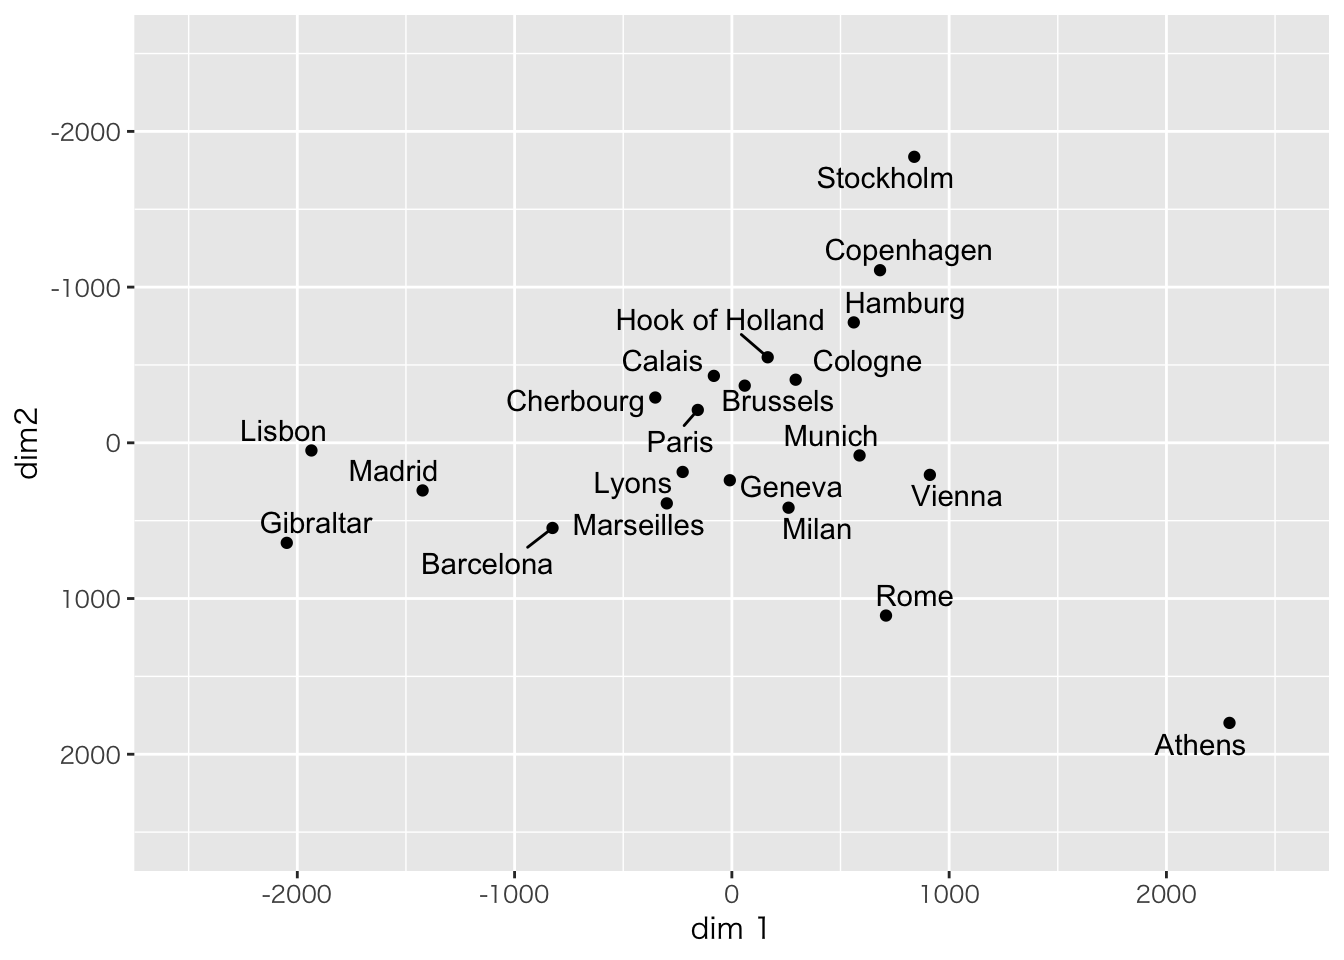 -2000
Stockholm
Copenhagen
-1000
Hamburg
Hook of Holland
Calais
Cologne
Cherbourg
Brussels
Lisbon
Munich
0
Paris
Madrid
Lyons
Geneva
Vienna
Gibraltar
Marseilles
Milan
Barcelona
Rome
1000
Athens
2000
dim2
-2000
-1000
0
1000
2000
dim 1